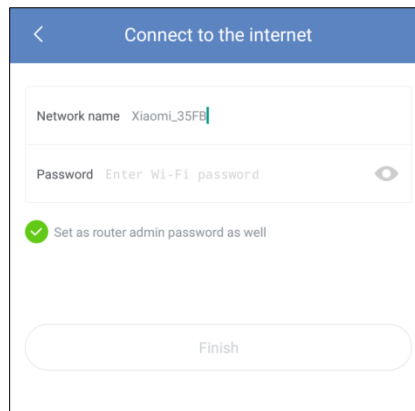 Connect to the internet
Network name Xiaomi_35FB
Password Enter Wi-Fi password
Set as router admin password as well
Finish